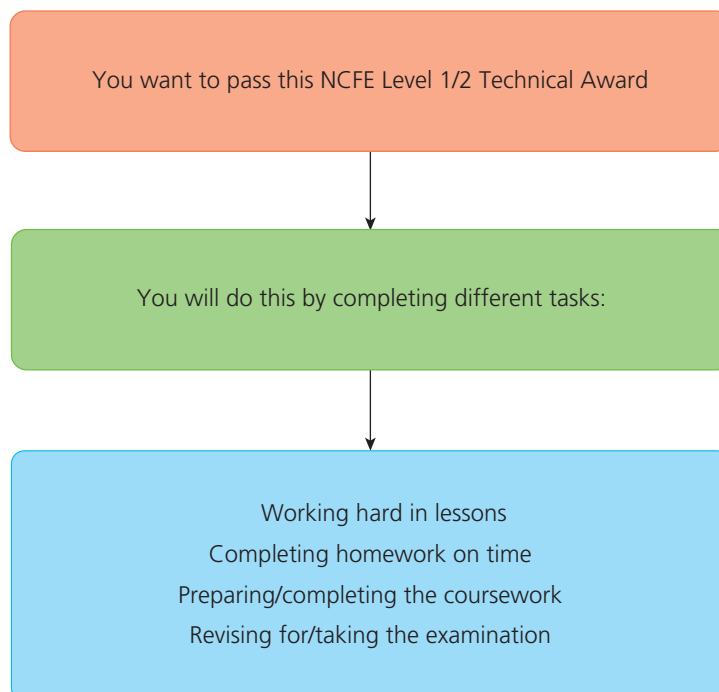 You want to pass this NCFE Level 1/2 Technical Award
You will do this by completing different tasks:
Working hard in lessons
Completing homework on time
Preparing/completing the coursework
Revising for/taking the examination